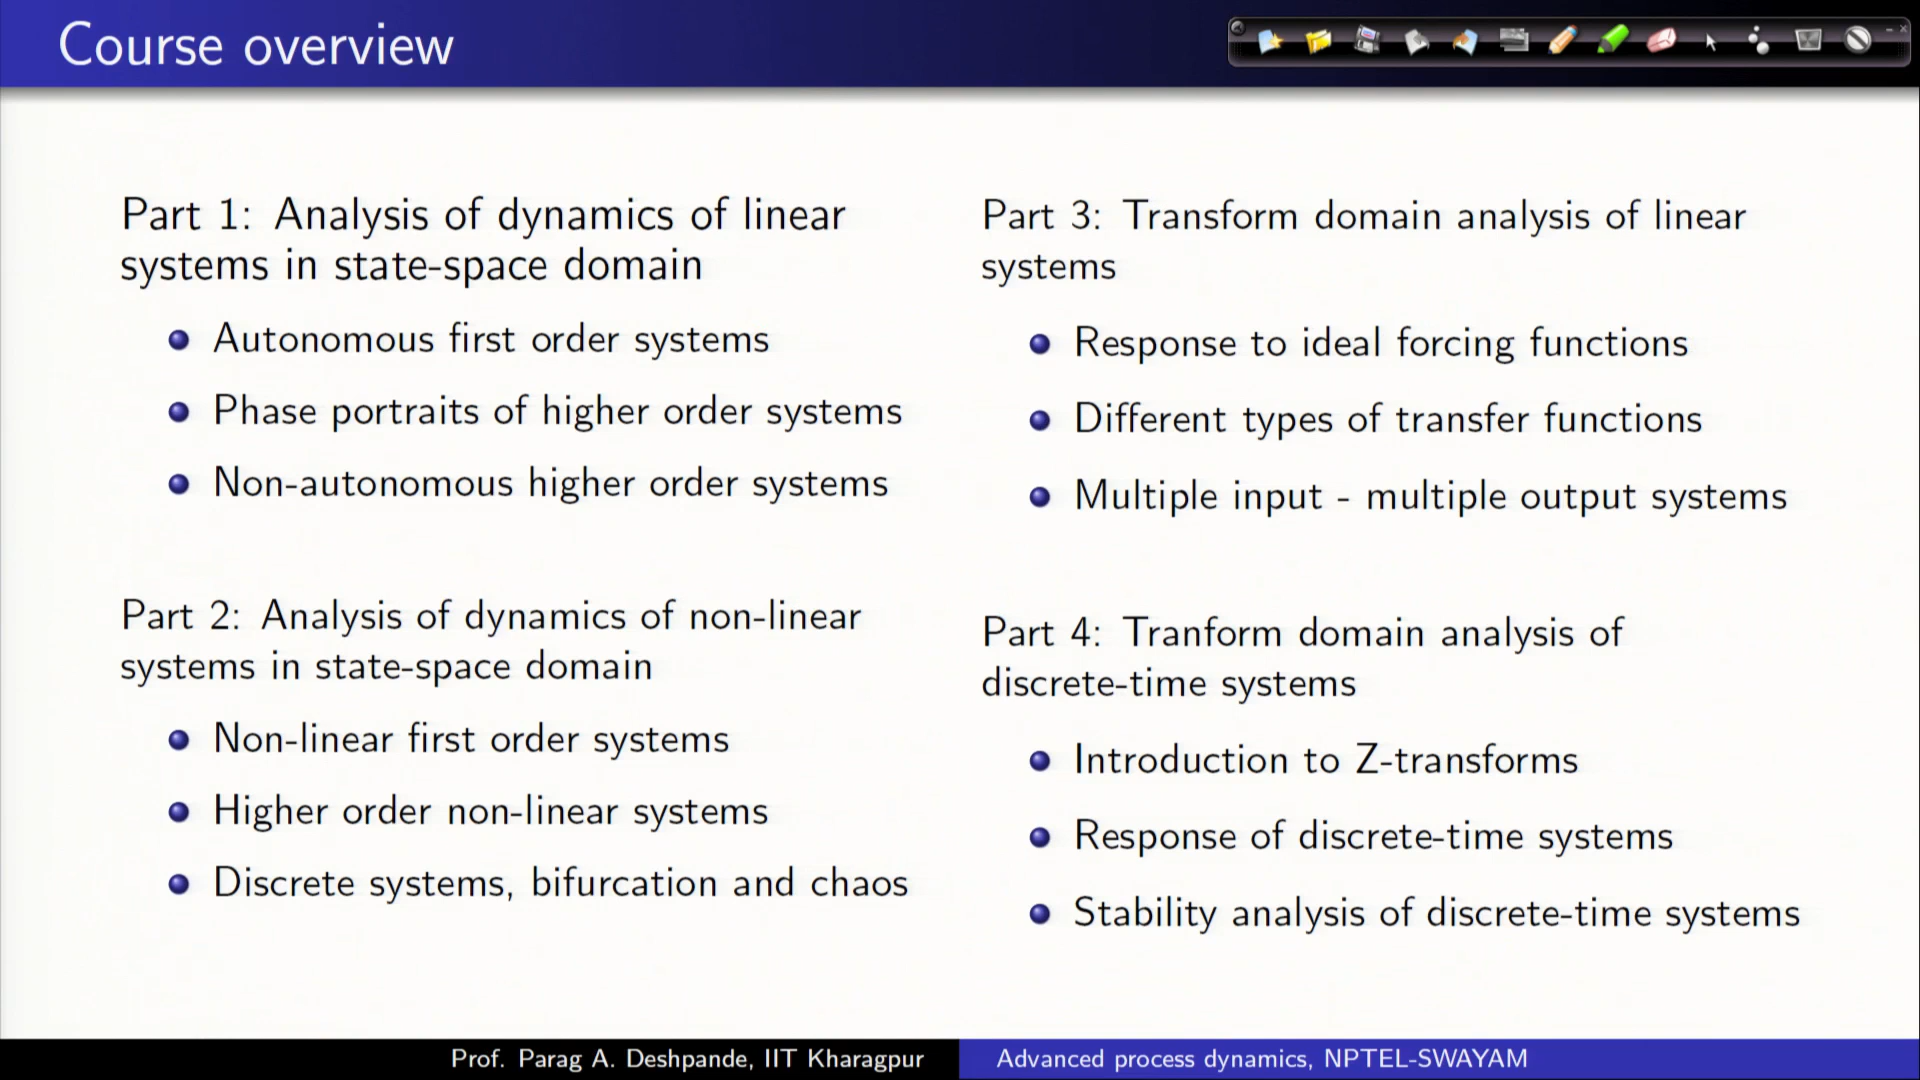 Course overview
Part 1: Analysis of dynamics of linear
systems in state-space domain
Autonomous first order systems
Phase portraits of higher order systems
Non-autonomous higher order systems
Part 2: Analysis of dynamics of non-linear
systems in state-space domain
Non-linear first order systems
Higher order non-linear systems
Discrete systems, bifurcation and chaos
Part 3: Transform domain analysis of linear
systems
Response to ideal forcing functions
Different types of transfer functions
Multiple input - multiple output systems
Part 4: Tranform domain analysis of
discrete-time systems
Introduction to Z-transforms
Response of discrete-time systems
Stability analysis of discrete-time systems
Prof. Parag A. Deshpande, IIT Kharagpur
Advanced process dynamics, NPTEL-SWAYAM